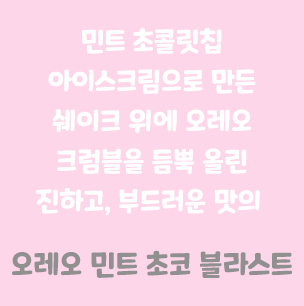 민트 초콜릿칩
아이스크림으로 만든
쉐이크 위에 오레오
크럼블을 듬뿍 올린
진하고, 부드러운 맛의
오레오 민트 초코 블라스트